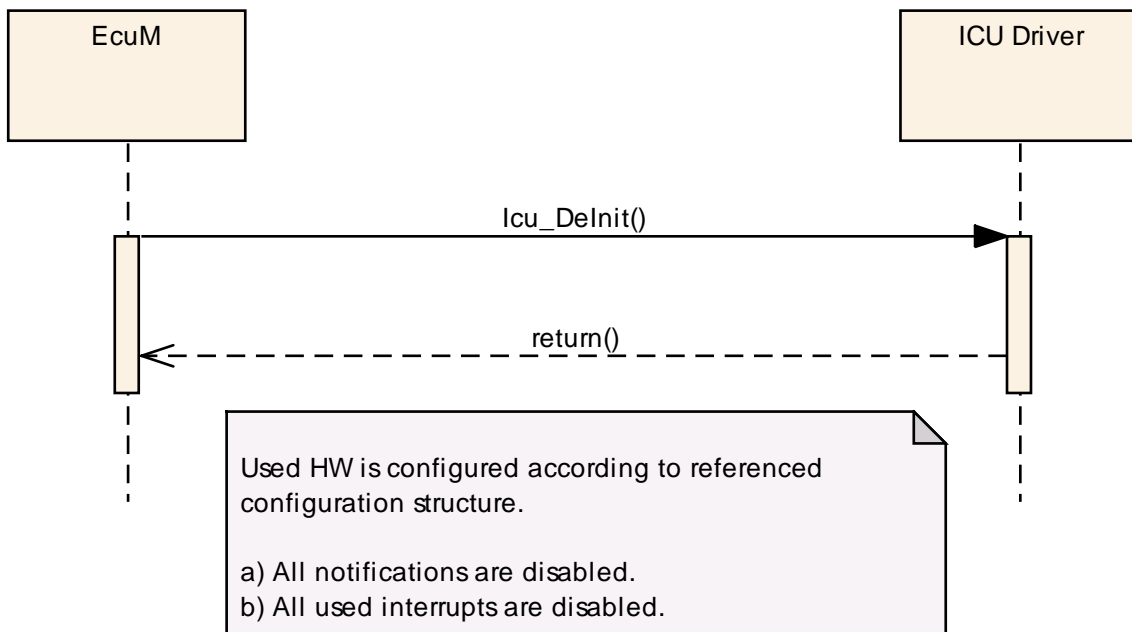 EcuM
ICU Driver
Icu_DeInit()
return()
Used HW is configured according to referenced
configuration structure.
a) All notifications are disabled.
b) All used interrupts are disabled.